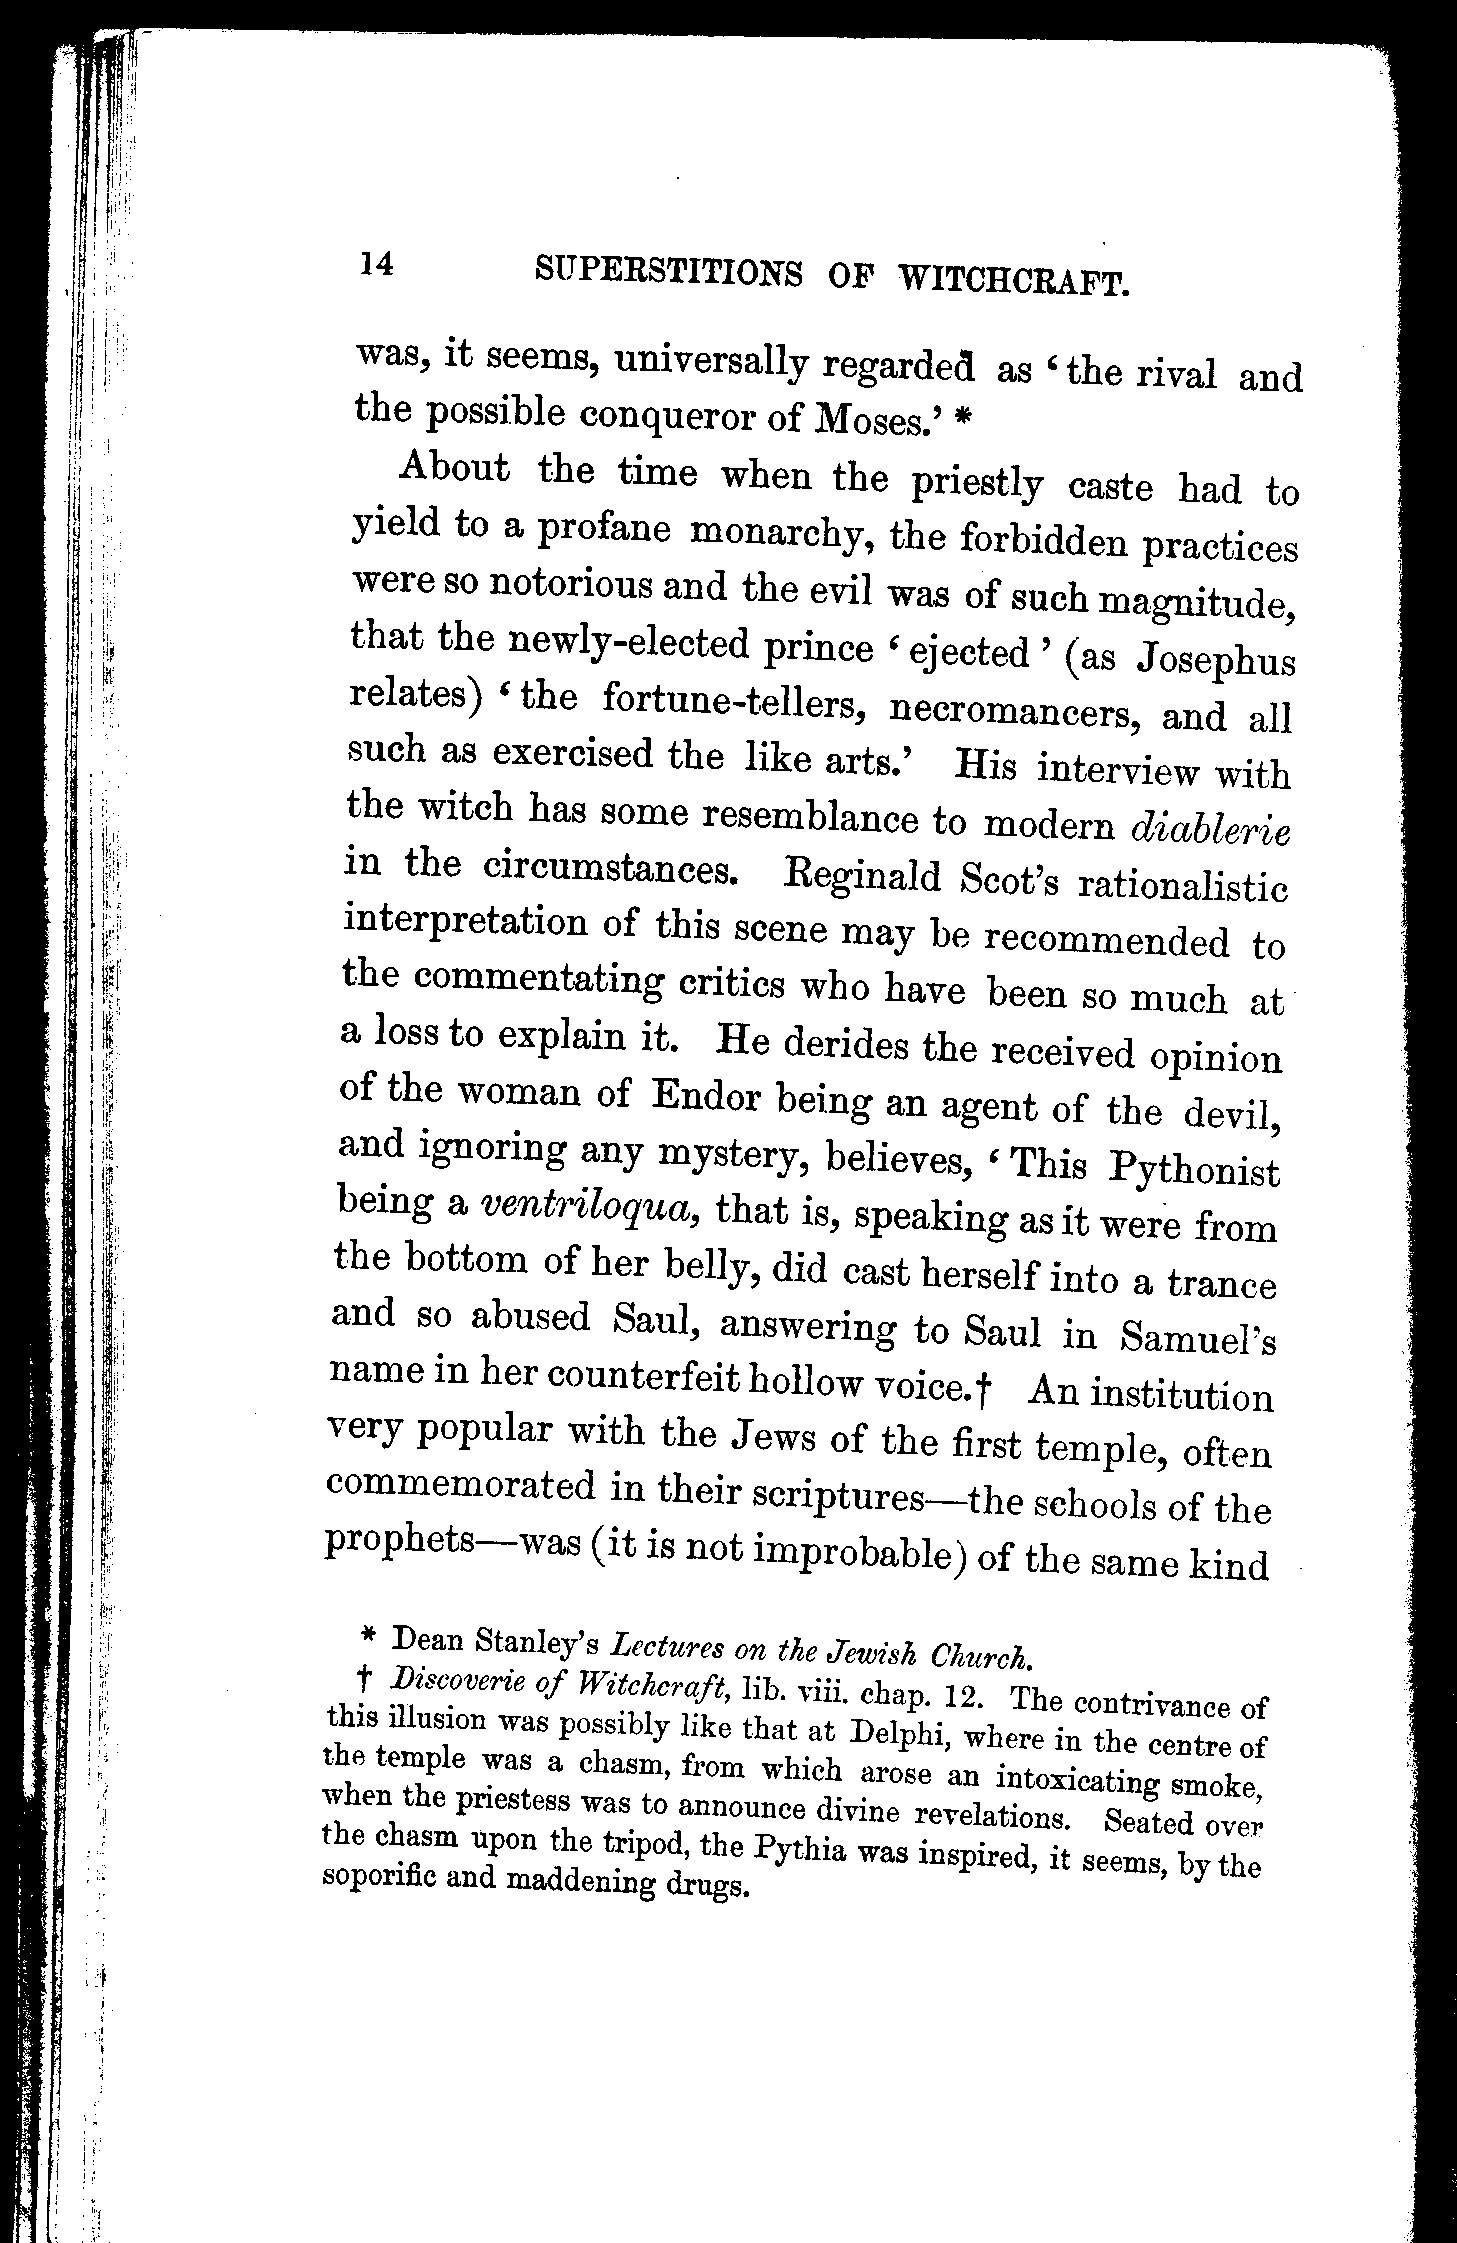 14 SUPERSTITIONS OF WITCHCRAFT.
was, it seems, universally regarded as ‘the rival and
the possible conqueror of Moses.’ *
About the time when the priestly caste had to
yield to a profane monarchy, the forbidden practices
were so notorious and the evil was of such magnitude,
that the newly-elected prince ‘ejected’ (as Josephus
relates) ‘the fortune-tellers, necromancers, and all
such as exercised the like arts.’ His interview with
the witch has some resemblance to modern diablerie
in the circumstances. Reginald Scot’s rationalistic
interpretation of this scene may be recommended to
the commentating critics who have been so much at
a loss to explain it. He derides the received opinion
of the woman of Endor being an agent of the devil,
and ignoring any mystery, believes, ‘This Pythonist
being a ventriloqua, that is, speaking as it were from
the bottom of her belly, did cast herself into a trance
and so abused Saul, answering to Saul in Samuel’s
name in her counterfeit hollow voice.† An institution
very popular with the Jews of the first temple, often
commemorated in their scriptures—the schools of the
prophets—was (it is not improbable) of the same kind
* Dean Stanley’s Lectures on the Jewish Church.
† Discoverie of Witchcraft, lib. viii. chap. 12. The contrivance of
this illusion was possibly like that at Delphi, where in the centre of
the temple was a chasm, from which arose an intoxicating smoke,
when the priestess was to announce divine revelations. Seated over
the chasm upon the tripod, the Pythia was inspired, it seems, by the
soporific and maddening drugs.